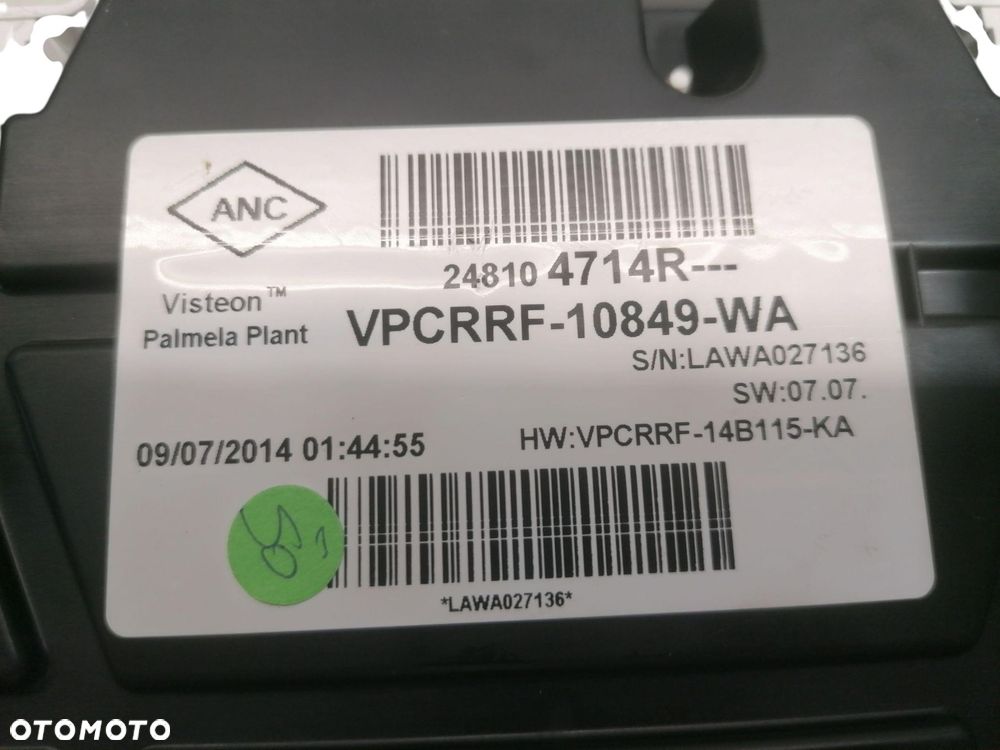 ANC
24810 4714R---
Visteon™
Palmela Plant
VPCRRF-10849-WA
S/N:LAWA027136
SW:07.07.
HW:VPCRRF-14B115-KA
09/07/2014 01:44:55
*LAWA027136*
OTOMOTO